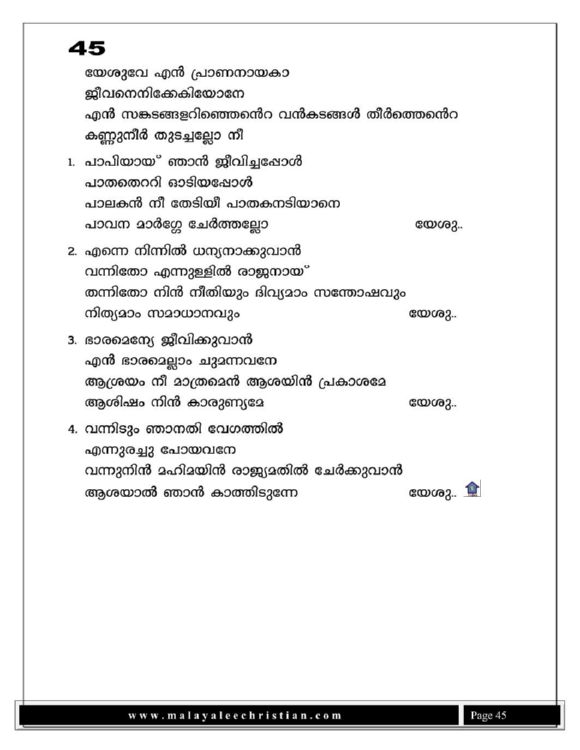 45
യേശുവേ എൻ പ്രാണനായകാ
ജീവനെനിക്കേകിയോനേ
എൻ സങ്കടങ്ങളറിഞ്ഞെൻെറ വൻകടങ്ങൾ തീർത്തെൻെറ
കണ്ണുനീർ തുടച്ചല്ലോ നീ
1. പാപിയായ് ഞാൻ ജീവിച്ചപ്പോൾ
പാതതെററി ഓടിയപ്പോൾ
പാലകൻ നീ തേടിയീ പാതകനടിയാനെ
പാവന മാർഗ്ഗേ ചേർത്തല്ലോ യേശു..
2. എന്നെ നിന്നിൽ ധന്യനാക്കുവാൻ
വന്നിതോ എന്നുള്ളിൽ രാജനായ്
തന്നിതോ നിൻ നീതിയും ദിവ്യമാം സന്തോഷവും
നിത്യമാം സമാധാനവും യേശു..
3. ഭാരമെന്യേ ജീവിക്കുവാൻ
എൻ ഭാരമെല്ലാം ചുമന്നവനേ
ആശ്രയം നീ മാത്രമെൻ ആശയിൻ പ്രകാശമേ
ആശിഷം നിൻ കാരുണ്യമേ യേശു..
4. വന്നിടും ഞാനതി വേഗത്തിൽ
എന്നുരച്ചു പോയവനേ
വന്നുനിൻ മഹിമയിൻ രാജ്യമതിൽ ചേർക്കുവാൻ
ആശയാൽ ഞാൻ കാത്തിടുന്നേ യേശു..
www.malayaleechristian.com Page 45